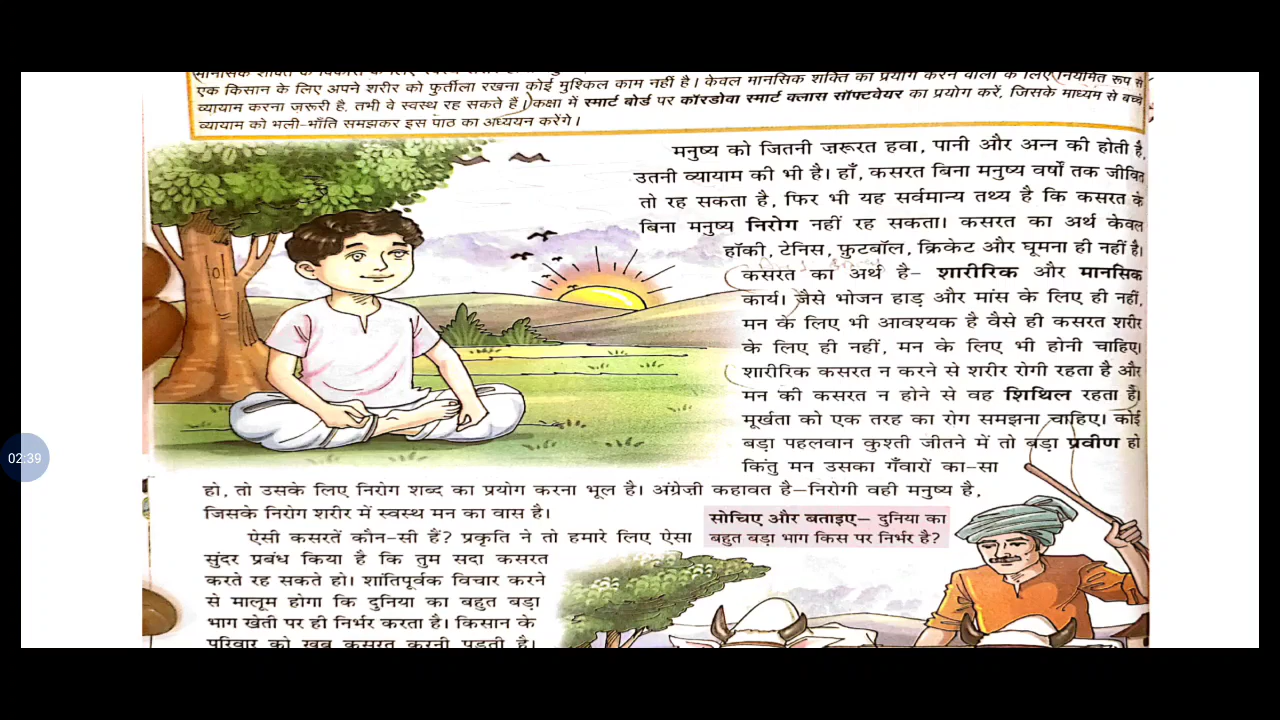 एक किसान के लिए अपने शरीर को फुर्तीला रखना कोई मुश्किल काम नहीं है। केवल मानसिक शक्ति का प्रयोग करने वालों के लिए नियमित रूप से
व्यायाम करना ज़रूरी है, तभी वे स्वस्थ रह सकते हैं। कक्षा में स्मार्ट बोर्ड पर कॉरडोवा स्मार्ट क्लास सॉफ्टवेयर का प्रयोग करें, जिसके माध्यम से बच्चे
व्यायाम को भली-भाँति समझकर इस पाठ का अध्ययन करेंगे।
मनुष्य को जितनी ज़रूरत हवा, पानी और अन्न की होती है,
उतनी व्यायाम की भी है। हाँ, कसरत बिना मनुष्य वर्षों तक जीवित
तो रह सकता है, फिर भी यह सर्वमान्य तथ्य है कि कसरत के
बिना मनुष्य निरोग नहीं रह सकता। कसरत का अर्थ केवल
हॉकी, टेनिस, फ़ुटबॉल, क्रिकेट और घूमना ही नहीं है।
कसरत का अर्थ है– शारीरिक और मानसिक
कार्य। जैसे भोजन हाड़ और मांस के लिए ही नहीं,
मन के लिए भी आवश्यक है वैसे ही कसरत शरीर
के लिए ही नहीं, मन के लिए भी होनी चाहिए।
शारीरिक कसरत न करने से शरीर रोगी रहता है और
मन की कसरत न होने से वह शिथिल रहता है।
मूर्खता को एक तरह का रोग समझना चाहिए। कोई
बड़ा पहलवान कुश्ती जीतने में तो बड़ा प्रवीण हो
किंतु मन उसका गँवारों का-सा
हो, तो उसके लिए निरोग शब्द का प्रयोग करना भूल है। अंग्रेज़ी कहावत है–निरोगी वही मनुष्य है,
जिसके निरोग शरीर में स्वस्थ मन का वास है।
सोचिए और बताइए– दुनिया का
बहुत बड़ा भाग किस पर निर्भर है?
ऐसी कसरतें कौन-सी हैं? प्रकृति ने तो हमारे लिए ऐसा
सुंदर प्रबंध किया है कि तुम सदा कसरत
करते रह सकते हो। शांतिपूर्वक विचार करने
से मालूम होगा कि दुनिया का बहुत बड़ा
भाग खेती पर ही निर्भर करता है। किसान के
परिवार को खूब कसरत करनी पड़ती है।
02:39